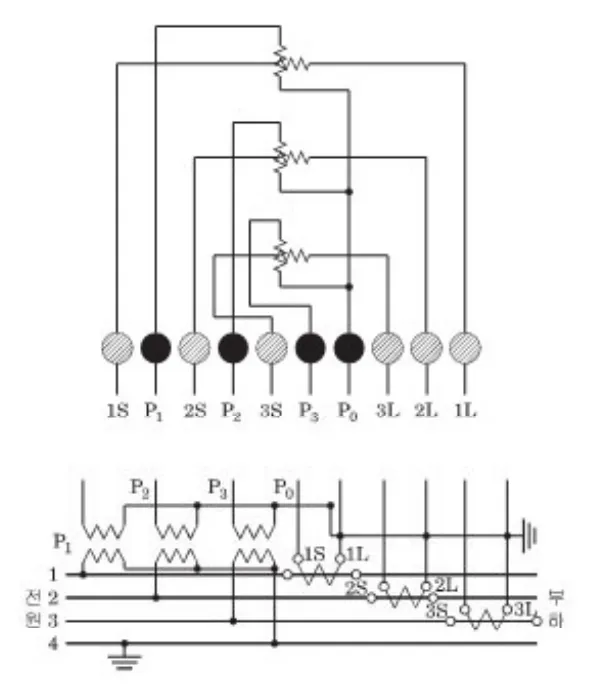 1S P₁ 2S P₂ 3S P₃ P₀ 3L 2L 1L
P₂ P₃ P₀
P₁
1S 1L
1
2S 2L
전 2 부
3S 3L
원 3 하
4